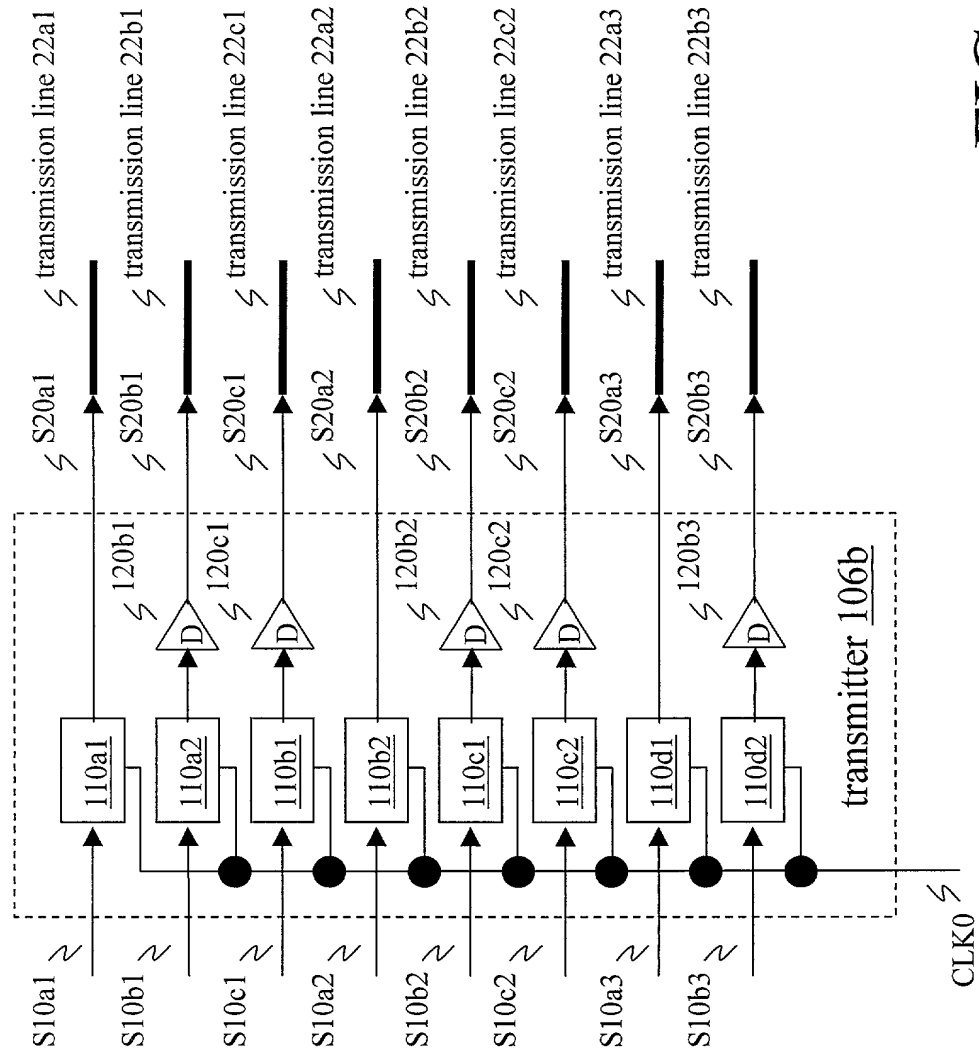 transmission line 22a1
transmission line 22b1
transmission line 22c1
transmission line 22a2
transmission line 22b2
transmission line 22c2
transmission line 22a3
transmission line 22b3
S20a1
S20b1
S20c1
S20a2
S20b2
S20c2
S20a3
S20b3
120b1
120c1
120b2
120c2
120b3
D
D
D
D
D
110a1
110a2
110b1
110b2
110c1
110c2
110d1
110d2
transmitter 106b
S10a1
S10b1
S10c1
S10a2
S10b2
S10c2
S10a3
S10b3
CLK0